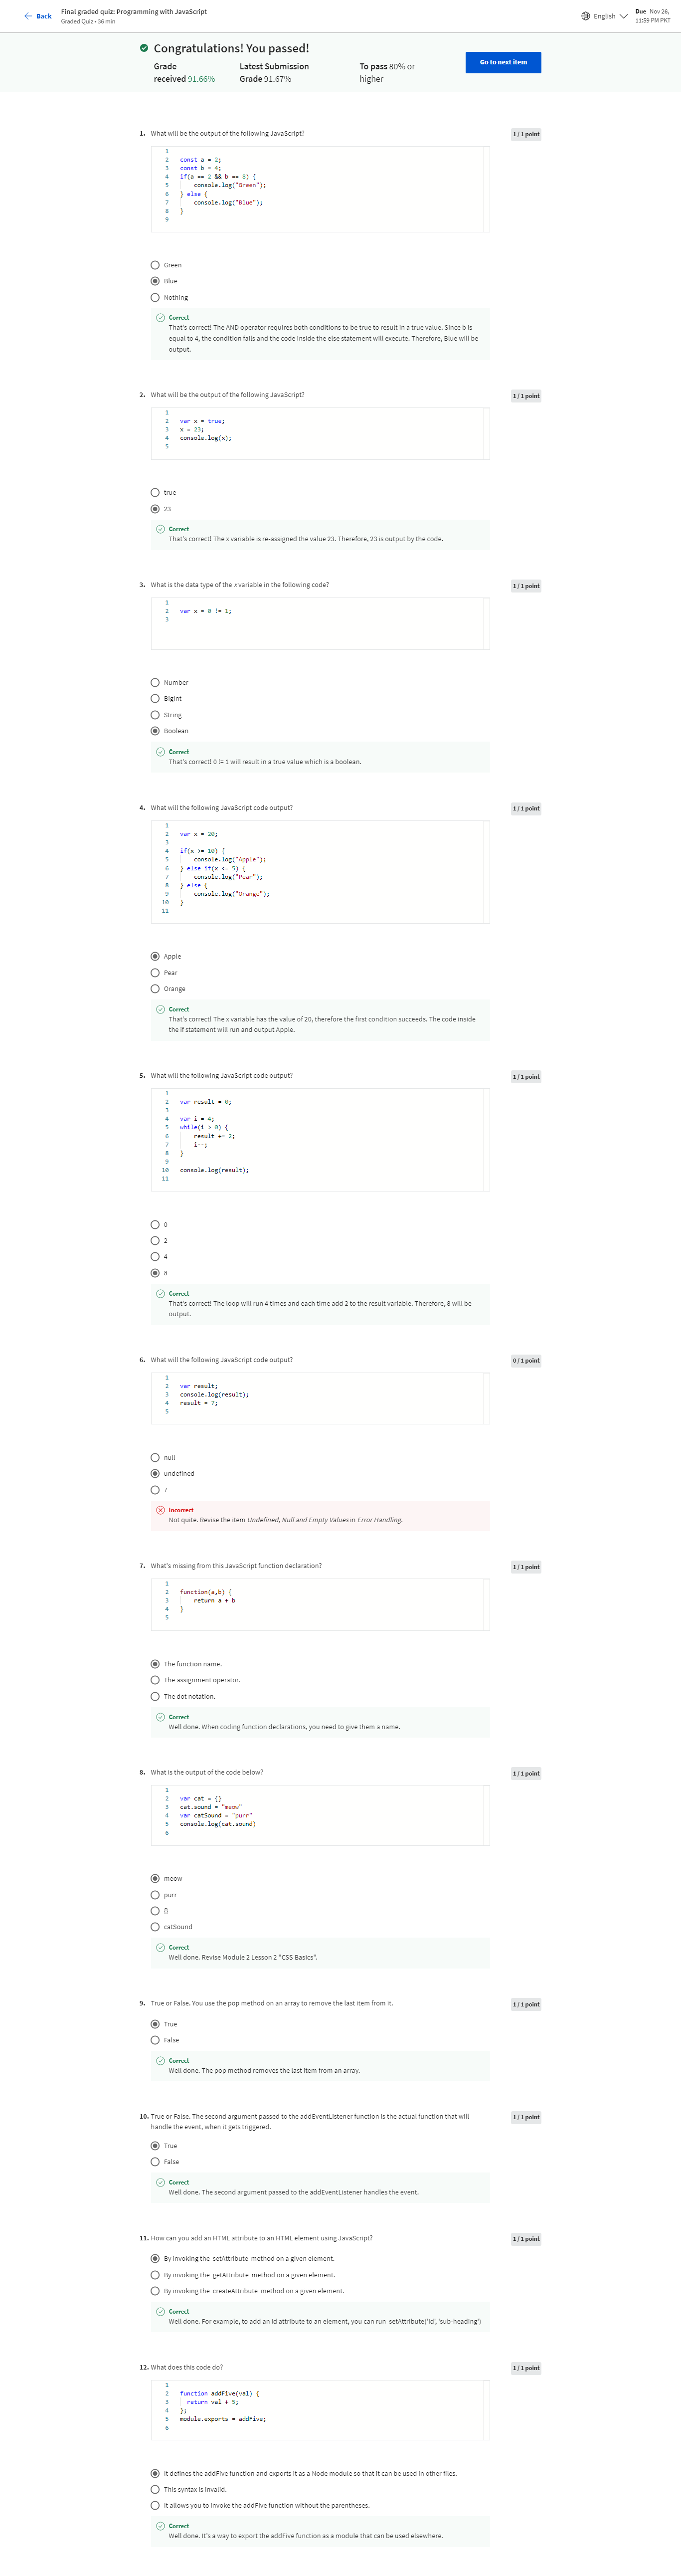 Back
Final graded quiz: Programming with JavaScript
Graded Quiz • 36 min
English
Due Nov 26,
11:59 PM PKT
Congratulations! You passed!
Grade
received 91.66%
Latest Submission
Grade 91.67%
To pass 80% or
higher
Go to next item
1. What will be the output of the following JavaScript?
1 / 1 point
1
2 const a = 2;
3 const b = 4;
4 if(a == 2 && b == 8) {
5 console.log("Green");
6 } else {
7 console.log("Blue");
8 }
9
Green
Blue
Nothing
Correct
That's correct! The AND operator requires both conditions to be true to result in a true value. Since b is
equal to 4, the condition fails and the code inside the else statement will execute. Therefore, Blue will be
output.
2. What will be the output of the following JavaScript?
1 / 1 point
1
2 var x = true;
3 x = 23;
4 console.log(x);
5
true
23
Correct
That's correct! The x variable is re-assigned the value 23. Therefore, 23 is output by the code.
3. What is the data type of the x variable in the following code?
1 / 1 point
1
2 var x = 0 != 1;
3
Number
BigInt
String
Boolean
Correct
That's correct! 0 != 1 will result in a true value which is a boolean.
4. What will the following JavaScript code output?
1 / 1 point
1
2 var x = 20;
3
4 if(x >= 10) {
5 console.log("Apple");
6 } else if(x <= 5) {
7 console.log("Pear");
8 } else {
9 console.log("Orange");
10 }
11
Apple
Pear
Orange
Correct
That's correct! The x variable has the value of 20, therefore the first condition succeeds. The code inside
the if statement will run and output Apple.
5. What will the following JavaScript code output?
1 / 1 point
1
2 var result = 0;
3
4 var i = 4;
5 while(i > 0) {
6 result += 2;
7 i--;
8 }
9
10 console.log(result);
11
0
2
4
8
Correct
That's correct! The loop will run 4 times and each time add 2 to the result variable. Therefore, 8 will be
output.
6. What will the following JavaScript code output?
0 / 1 point
1
2 var result;
3 console.log(result);
4 result = 7;
5
null
undefined
7
Incorrect
Not quite. Revise the item Undefined, Null and Empty Values in Error Handling.
7. What's missing from this JavaScript function declaration?
1 / 1 point
1
2 function(a,b) {
3 return a + b
4 }
5
The function name.
The assignment operator.
The dot notation.
Correct
Well done. When coding function declarations, you need to give them a name.
8. What is the output of the code below?
1 / 1 point
1
2 var cat = {}
3 cat.sound = "meow"
4 var catSound = "purr"
5 console.log(cat.sound)
6
meow
purr
{}
catSound
Correct
Well done. Revise Module 2 Lesson 2 "CSS Basics".
9. True or False. You use the pop method on an array to remove the last item from it.
1 / 1 point
True
False
Correct
Well done. The pop method removes the last item from an array.
10. True or False. The second argument passed to the addEventListener function is the actual function that will
handle the event, when it gets triggered.
1 / 1 point
True
False
Correct
Well done. The second argument passed to the addEventListener handles the event.
11. How can you add an HTML attribute to an HTML element using JavaScript?
1 / 1 point
By invoking the setAttribute method on a given element.
By invoking the getAttribute method on a given element.
By invoking the createAttribute method on a given element.
Correct
Well done. For example, to add an id attribute to an element, you can run setAttribute('id', 'sub-heading')
12. What does this code do?
1 / 1 point
1
2 function addFive(val) {
3 return val + 5;
4 };
5 module.exports = addFive;
6
It defines the addFive function and exports it as a Node module so that it can be used in other files.
This syntax is invalid.
It allows you to invoke the addFive function without the parentheses.
Correct
Well done. It's a way to export the addFive function as a module that can be used elsewhere.